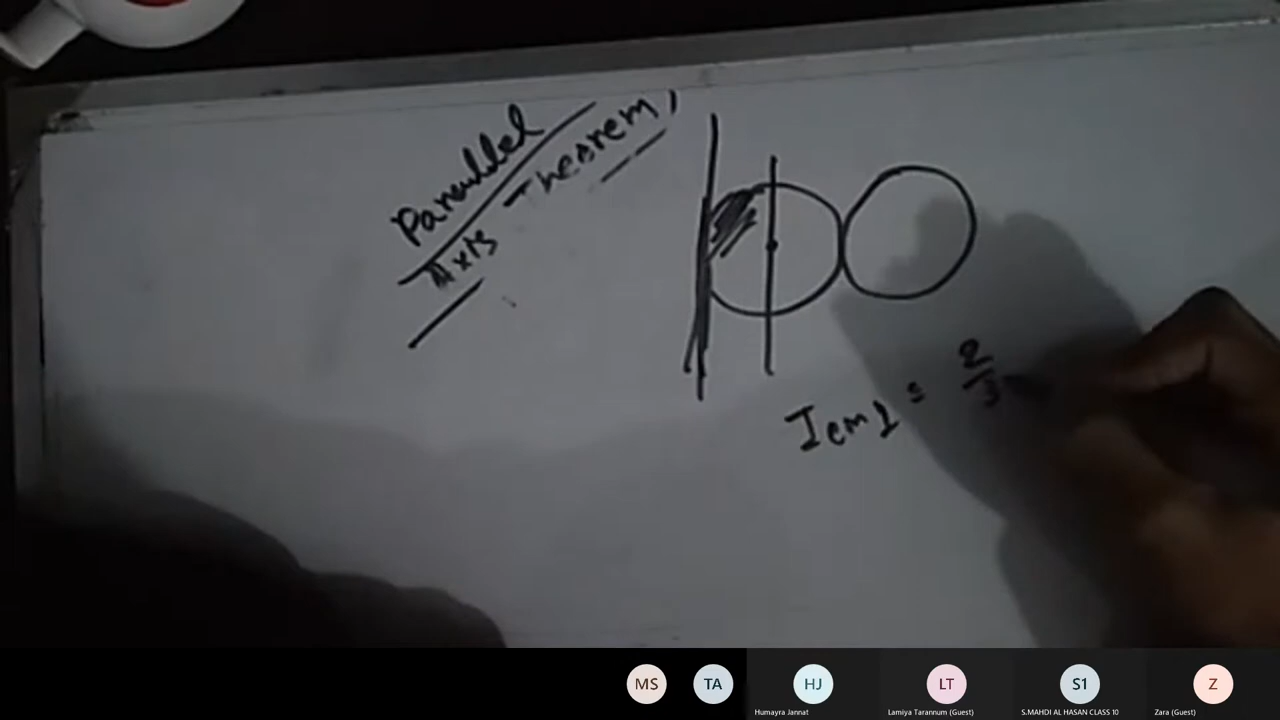 Parallel
Axis Theorem,
Icm1 = 2/3
MS
TA
HJ
LT
S1
Z
Humayra Jannat
Lamiya Tarannum (Guest)
S.MAHDI AL HASAN CLASS 10
Zara (Guest)